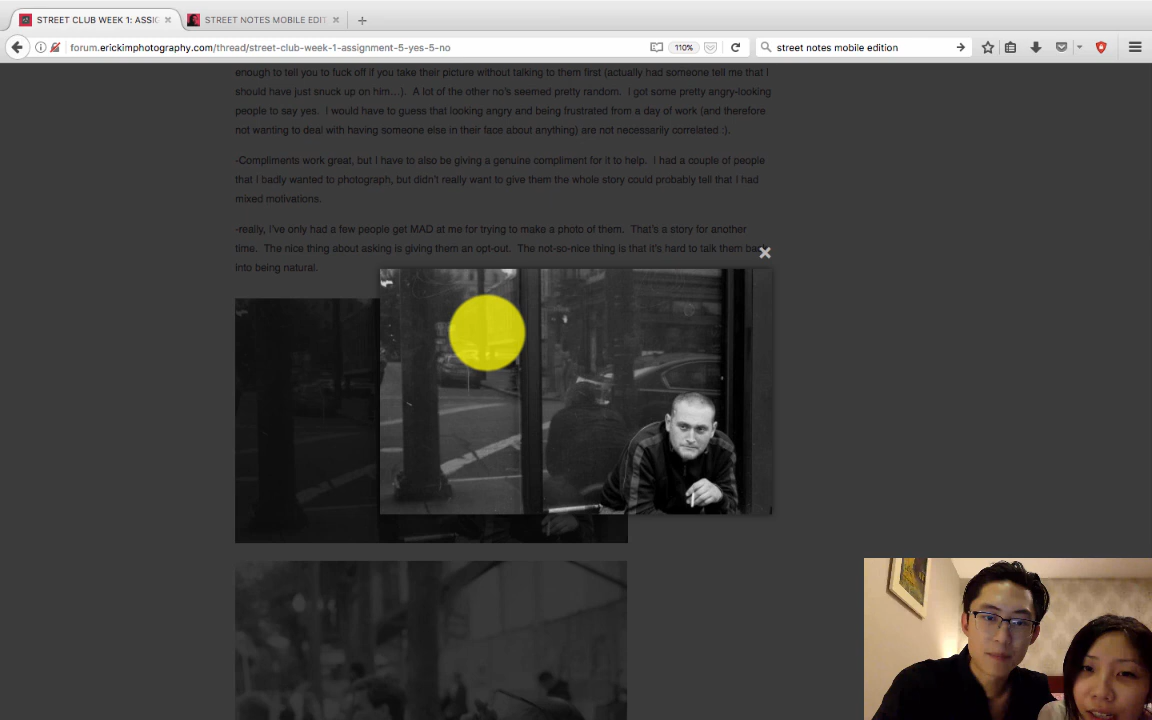 STREET CLUB WEEK 1: ASSI
STREET NOTES MOBILE EDIT
forum.erickimphotography.com/thread/street-club-week-1-assignment-5-yes-5-no
110%
street notes mobile edition
enough to tell you to fuck off if you take their picture without talking to them first (actually had someone tell me that I
should have just snuck up on him…).  A lot of the other no's seemed pretty random.  I got some pretty angry-looking
people to say yes.  I would have to guess that looking angry and being frustrated from a day of work (and therefore
not wanting to deal with having someone else in their face about anything) are not necessarily correlated :).
-Compliments work great, but I have to also be giving a genuine compliment for it to help.  I had a couple of people
that I badly wanted to photograph, but didn't really want to give them the whole story could probably tell that I had
mixed motivations.
-really, I've only had a few people get MAD at me for trying to make a photo of them.  That's a story for another
time.  The nice thing about asking is giving them an opt-out.  The not-so-nice thing is that it's hard to talk them back
into being natural.